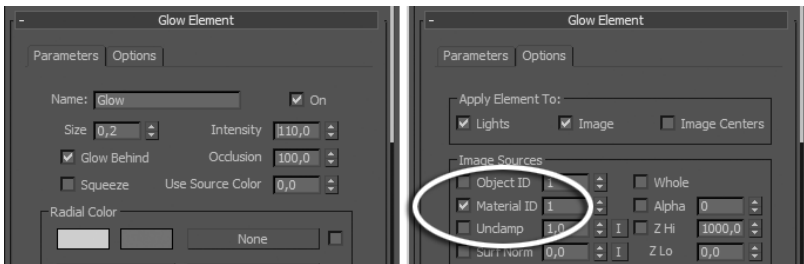 - Glow Element
Parameters Options
Name: Glow On
Size 0,2 Intensity 110,0
Glow Behind Occlusion 100,0
Squeeze Use Source Color 0,0
Radial Color
None
- Glow Element
Parameters Options
Apply Element To:
Lights Image Image Centers
Image Sources
Object ID 1 Whole
Material ID 1 Alpha 0
Unclamp 1,0 I Z Hi 1000,0
Surf Norm 0,0 I Z Lo 0,0